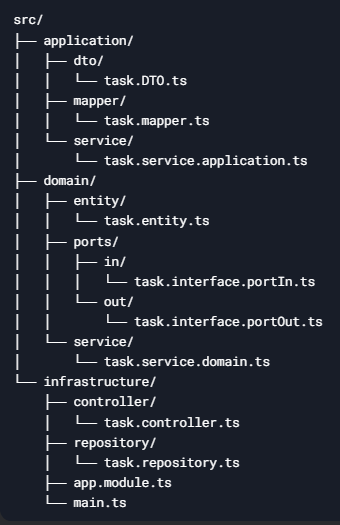 src/
├── application/
│   ├── dto/
│   │   └── task.DTO.ts
│   ├── mapper/
│   │   └── task.mapper.ts
│   └── service/
│       └── task.service.application.ts
├── domain/
│   ├── entity/
│   │   └── task.entity.ts
│   ├── ports/
│   │   ├── in/
│   │   │   └── task.interface.portIn.ts
│   │   └── out/
│   │       └── task.interface.portOut.ts
│   └── service/
│       └── task.service.domain.ts
└── infrastructure/
    ├── controller/
    │   └── task.controller.ts
    ├── repository/
    │   └── task.repository.ts
    ├── app.module.ts
    └── main.ts